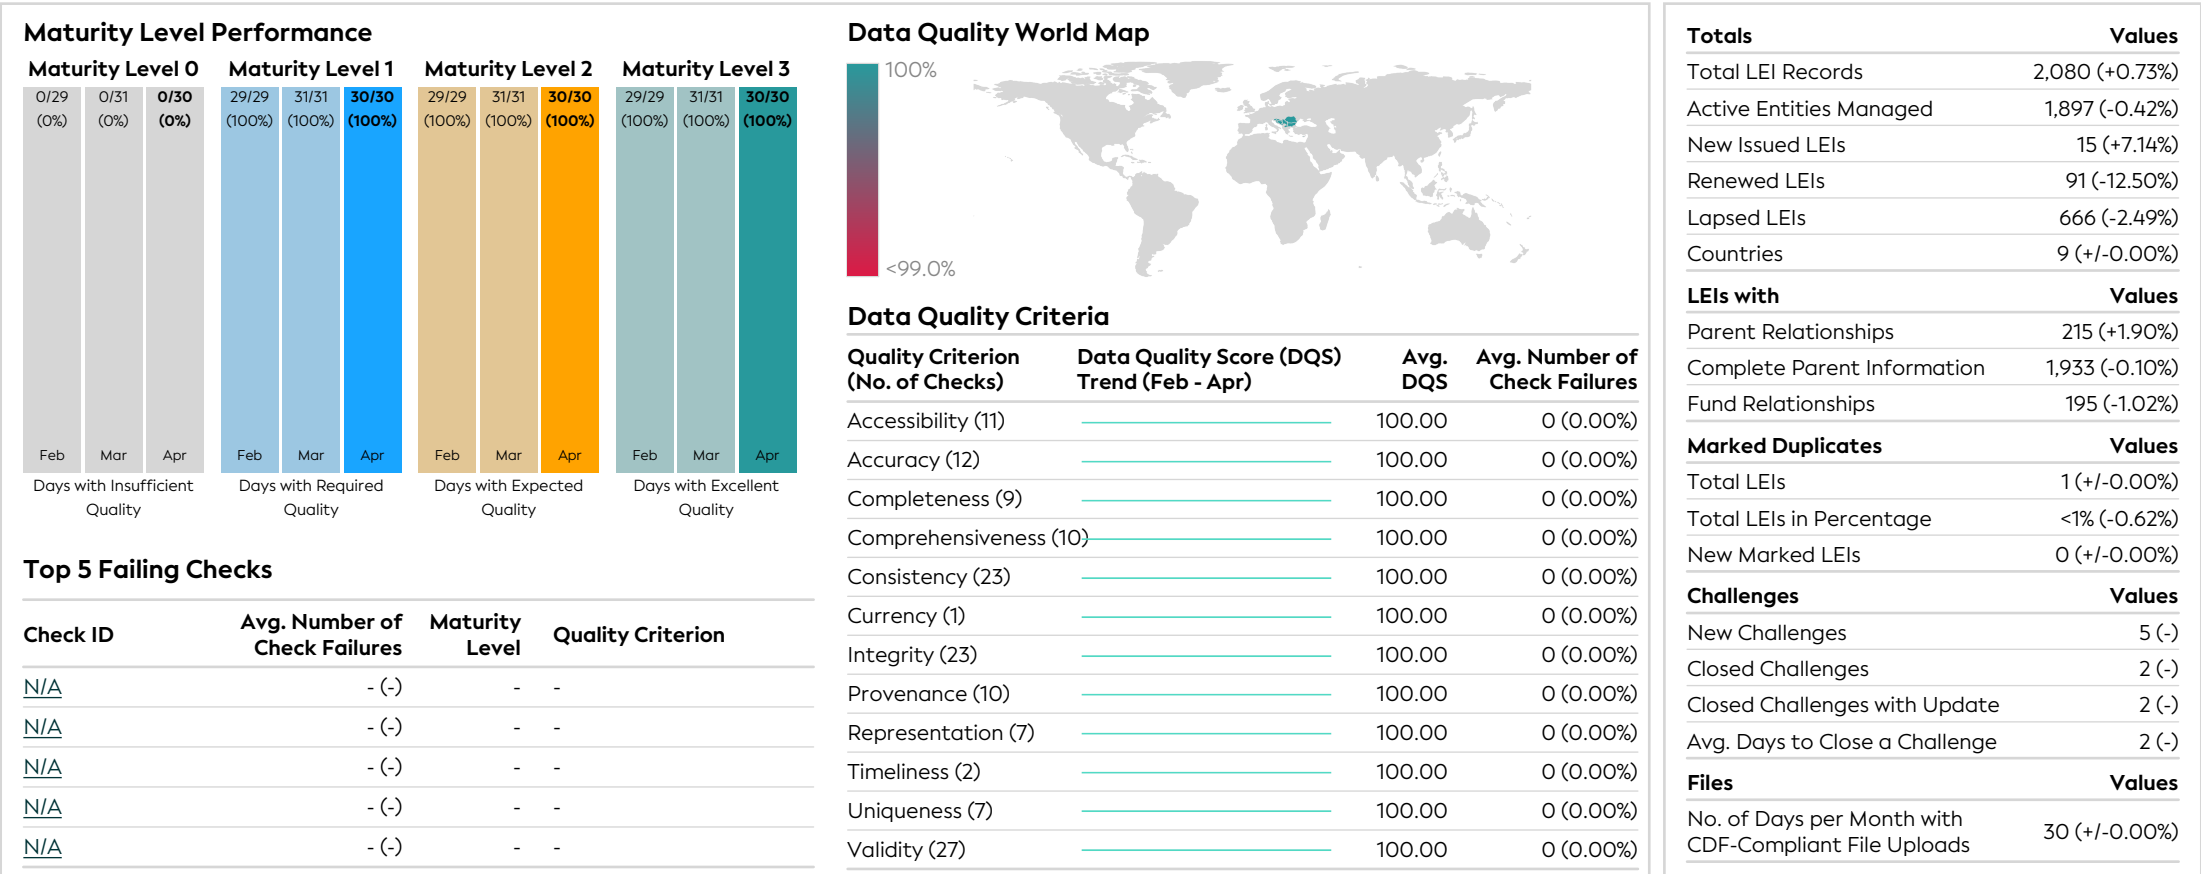 Maturity Level Performance
Maturity Level 0
0/29 0/31 0/30
(0%) (0%) (0%)
Feb Mar Apr
Days with Insufficient
Quality
Maturity Level 1
29/29 31/31 30/30
(100%) (100%) (100%)
Feb Mar Apr
Days with Required
Quality
Maturity Level 2
29/29 31/31 30/30
(100%) (100%) (100%)
Feb Mar Apr
Days with Expected
Quality
Maturity Level 3
29/29 31/31 30/30
(100%) (100%) (100%)
Feb Mar Apr
Days with Excellent
Quality
Top 5 Failing Checks
Check ID Avg. Number of Check Failures Maturity Level Quality Criterion
N/A - (-) - -
N/A - (-) - -
N/A - (-) - -
N/A - (-) - -
N/A - (-) - -
Data Quality World Map
100%
<99.0%
Data Quality Criteria
Quality Criterion Data Quality Score (DQS) Avg. Avg. Number of
(No. of Checks) Trend (Feb - Apr) DQS Check Failures
Accessibility (11) 100.00 0 (0.00%)
Accuracy (12) 100.00 0 (0.00%)
Completeness (9) 100.00 0 (0.00%)
Comprehensiveness (10) 100.00 0 (0.00%)
Consistency (23) 100.00 0 (0.00%)
Currency (1) 100.00 0 (0.00%)
Integrity (23) 100.00 0 (0.00%)
Provenance (10) 100.00 0 (0.00%)
Representation (7) 100.00 0 (0.00%)
Timeliness (2) 100.00 0 (0.00%)
Uniqueness (7) 100.00 0 (0.00%)
Validity (27) 100.00 0 (0.00%)
Totals Values
Total LEI Records 2,080 (+0.73%)
Active Entities Managed 1,897 (-0.42%)
New Issued LEIs 15 (+7.14%)
Renewed LEIs 91 (-12.50%)
Lapsed LEIs 666 (-2.49%)
Countries 9 (+/-0.00%)
LEIs with Values
Parent Relationships 215 (+1.90%)
Complete Parent Information 1,933 (-0.10%)
Fund Relationships 195 (-1.02%)
Marked Duplicates Values
Total LEIs 1 (+/-0.00%)
Total LEIs in Percentage <1% (-0.62%)
New Marked LEIs 0 (+/-0.00%)
Challenges Values
New Challenges 5 (-)
Closed Challenges 2 (-)
Closed Challenges with Update 2 (-)
Avg. Days to Close a Challenge 2 (-)
Files Values
No. of Days per Month with
CDF-Compliant File Uploads 30 (+/-0.00%)